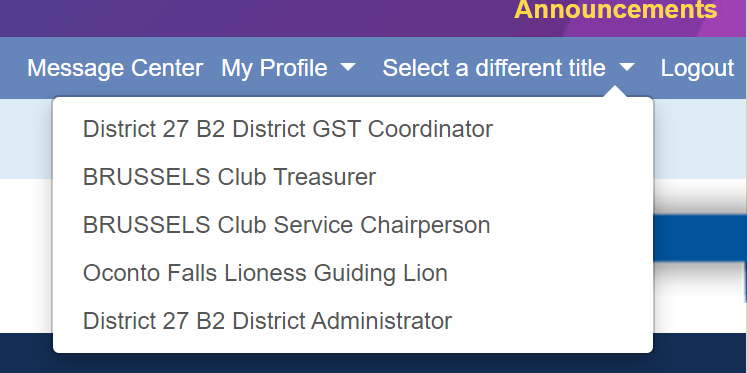 Announcements
Message Center My Profile Select a different title Logout
District 27 B2 District GST Coordinator
BRUSSELS Club Treasurer
BRUSSELS Club Service Chairperson
Oconto Falls Lioness Guiding Lion
District 27 B2 District Administrator